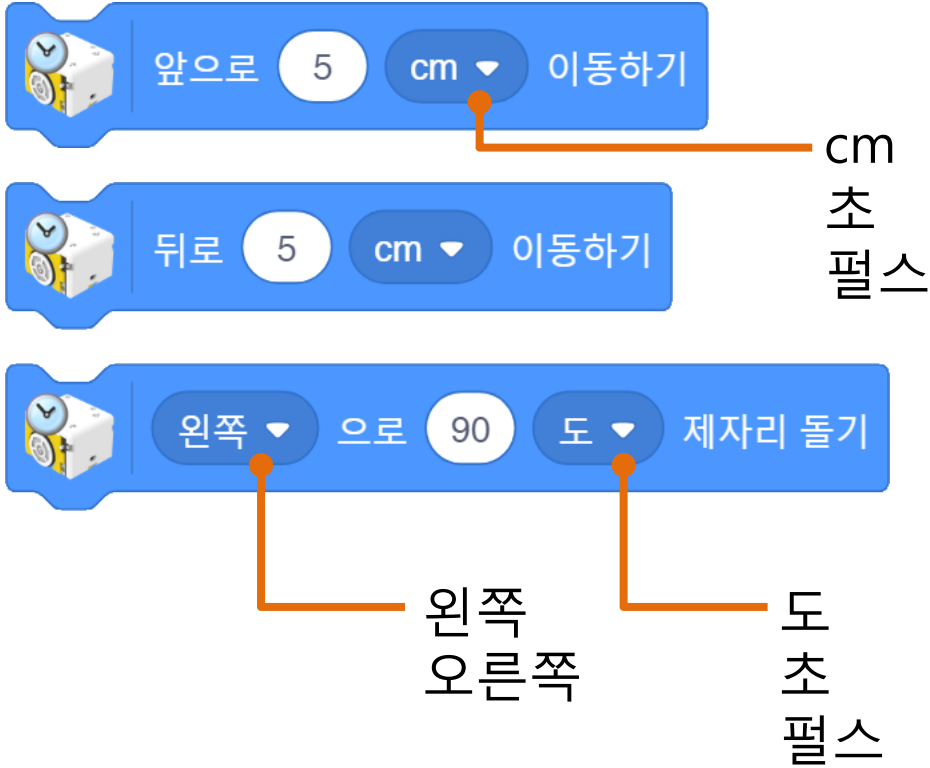 앞으로 5 cm 이동하기
cm
초
펄스
뒤로 5 cm 이동하기
왼쪽 으로 90 도 제자리 돌기
왼쪽
오른쪽
도
초
펄스